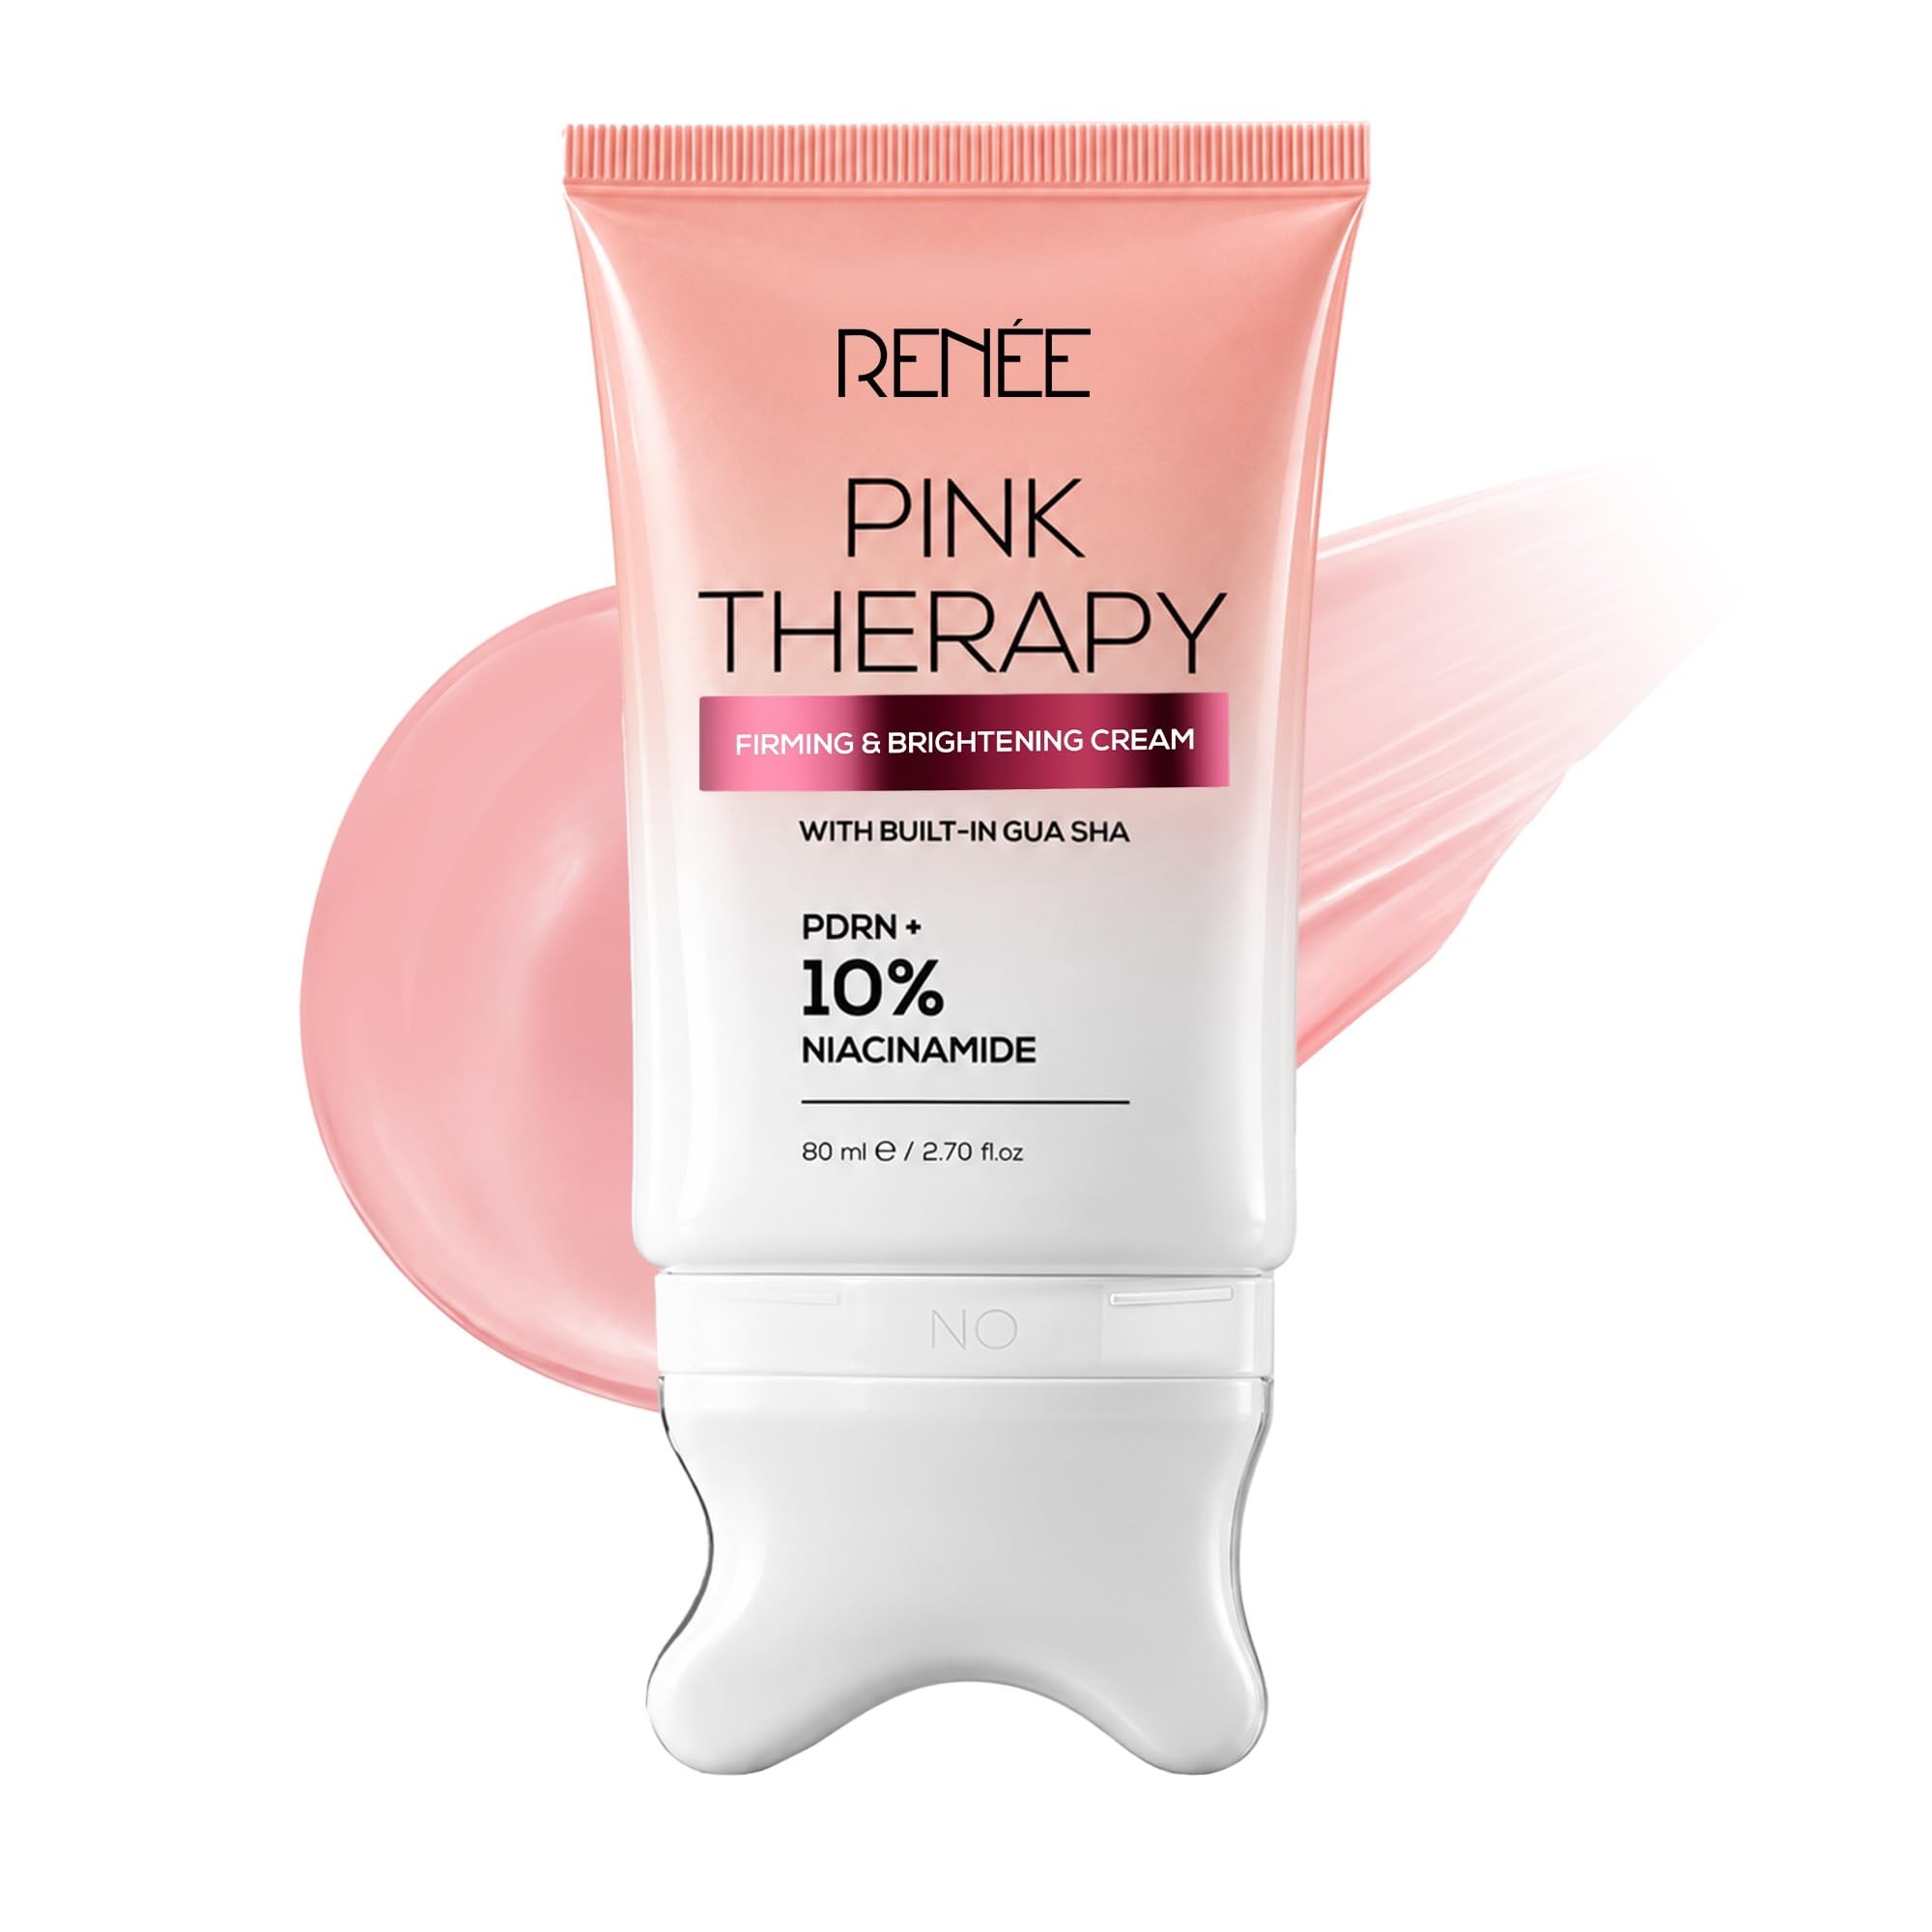 RENÉE
PINK
THERAPY
FIRMING & BRIGHTENING CREAM
WITH BUILT-IN GUA SHA
PDRN +
10%
NIACINAMIDE
80 ml ℮ / 2.70 fl.oz
NO